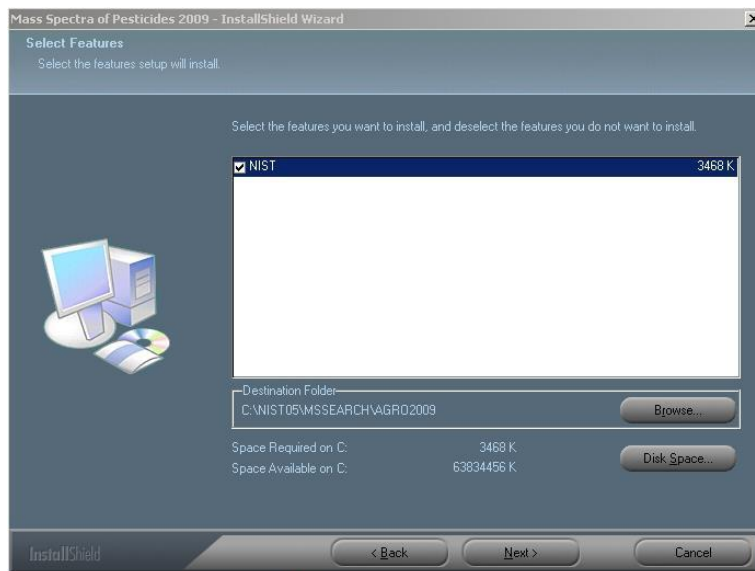 Mass Spectra of Pesticides 2009 - InstallShield Wizard
Select Features
Select the features setup will install.
Select the features you want to install, and deselect the features you do not want to install.
NIST 3468 K
Destination Folder
C:\NIST05\MSSEARCH\AGRO2009
Browse...
Space Required on C: 3468 K
Space Available on C: 63834456 K
Disk Space...
InstallShield
< Back Next > Cancel